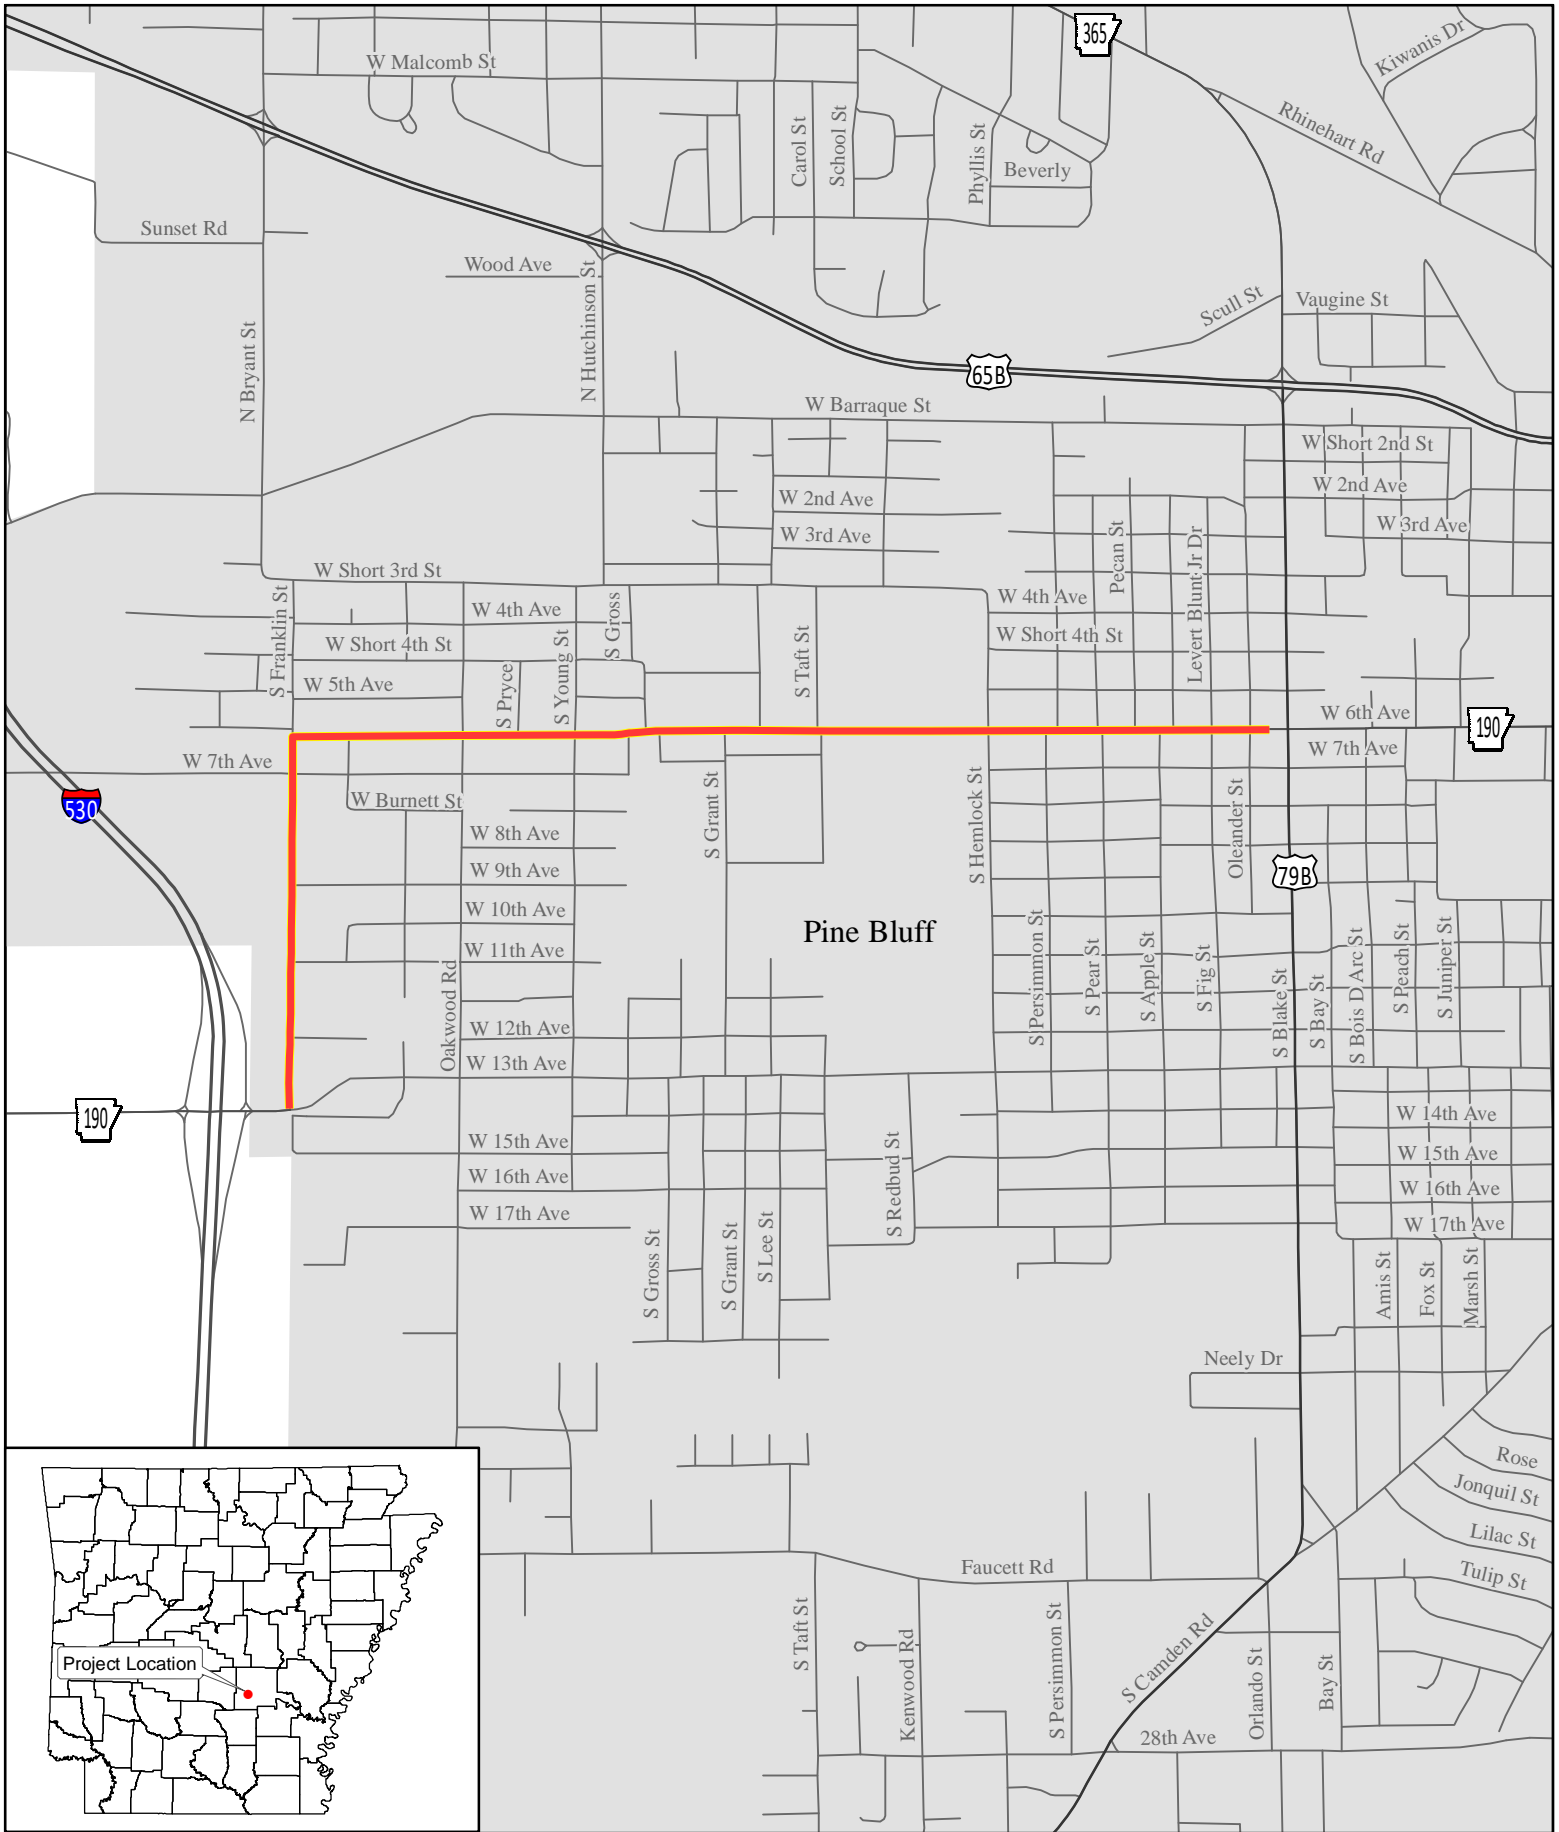 365
Kiwanis Dr
W Malcomb St
Rhinehart Rd
Carol St
School St
Phyllis St
Beverly
Sunset Rd
Wood Ave
N Hutchinson St
Scull St
Vaugine St
N Bryant St
65B
W Barraque St
W Short 2nd St
W 2nd Ave
W 2nd Ave
W 3rd Ave
W 3rd Ave
Pecan St
Levert Blunt Jr Dr
W Short 3rd St
S Franklin St
W 4th Ave
S Gross
W 4th Ave
W Short 4th St
S Young St
S Taft St
W Short 4th St
W 5th Ave
S Pryce
W 6th Ave
190
W 7th Ave
W 7th Ave
530
W Burnett St
S Grant St
S Hemlock St
Oleander St
W 8th Ave
W 9th Ave
79B
W 10th Ave
Pine Bluff
W 11th Ave
Oakwood Rd
S Persimmon St
S Pear St
S Apple St
S Fig St
S Blake St
S Bay St
S Bois D Arc St
S Peach St
S Juniper St
W 12th Ave
W 13th Ave
190
W 14th Ave
W 15th Ave
S Redbud St
W 15th Ave
W 16th Ave
W 16th Ave
W 17th Ave
W 17th Ave
S Gross St
S Grant St
S Lee St
Amis St
Fox St
Marsh St
Neely Dr
Rose
Jonquil St
Lilac St
Tulip St
Faucett Rd
S Taft St
Kenwood Rd
S Persimmon St
S Camden Rd
Orlando St
Bay St
28th Ave
Project Location